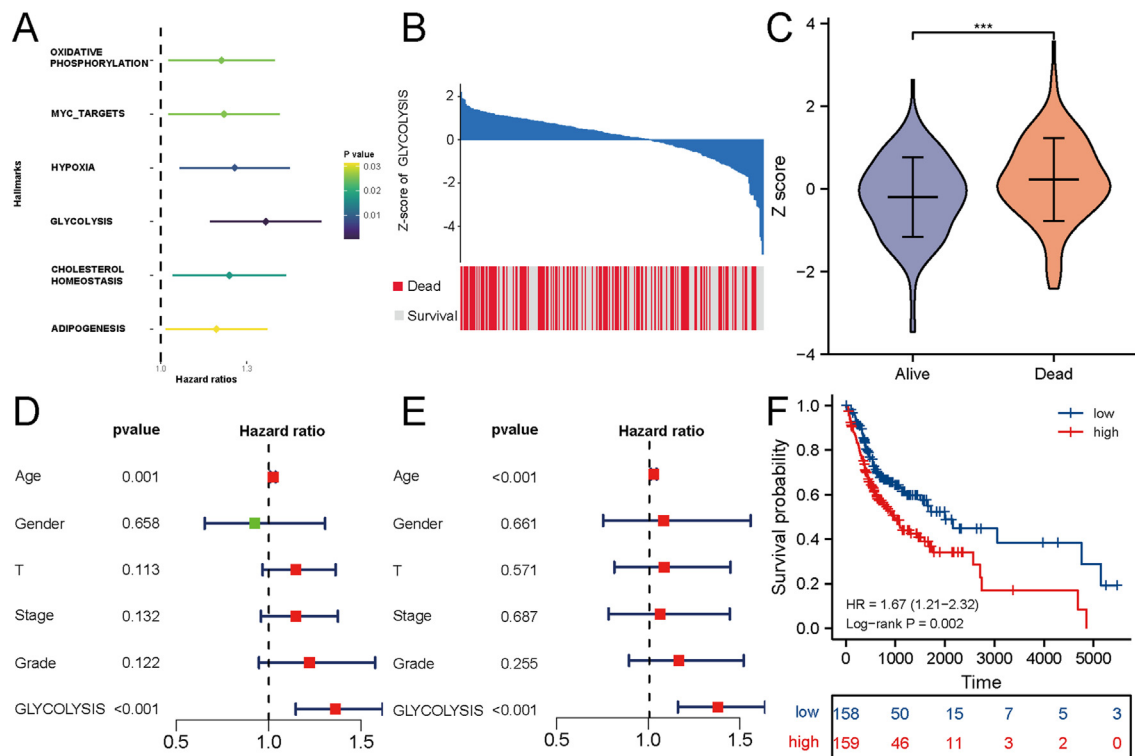 A
OXIDATIVE
PHOSPHORYLATION
MYC_TARGETS
HYPOXIA
GLYCOLYSIS
CHOLESTEROL
HOMEOSTASIS
ADIPOGENESIS
Hallmarks
1.0 1.3
Hazard ratios
P value
0.03
0.02
0.01
B
Z-score of GLYCOLYSIS
2
0
-2
-4
Dead
Survival
C
***
Z score
4
2
0
−2
−4
Alive Dead
D
pvalue Hazard ratio
Age 0.001
Gender 0.658
T 0.113
Stage 0.132
Grade 0.122
GLYCOLYSIS <0.001
0.5 1.0 1.5
E
pvalue Hazard ratio
Age <0.001
Gender 0.661
T 0.571
Stage 0.687
Grade 0.255
GLYCOLYSIS <0.001
0.5 1.0 1.5
F
low
high
Survival probability
1.0
0.8
0.6
0.4
0.2
0.0
HR = 1.67 (1.21−2.32)
Log−rank P = 0.002
0 1000 2000 3000 4000 5000
Time
low 158 50 15 7 5 3
high 159 46 11 3 2 0